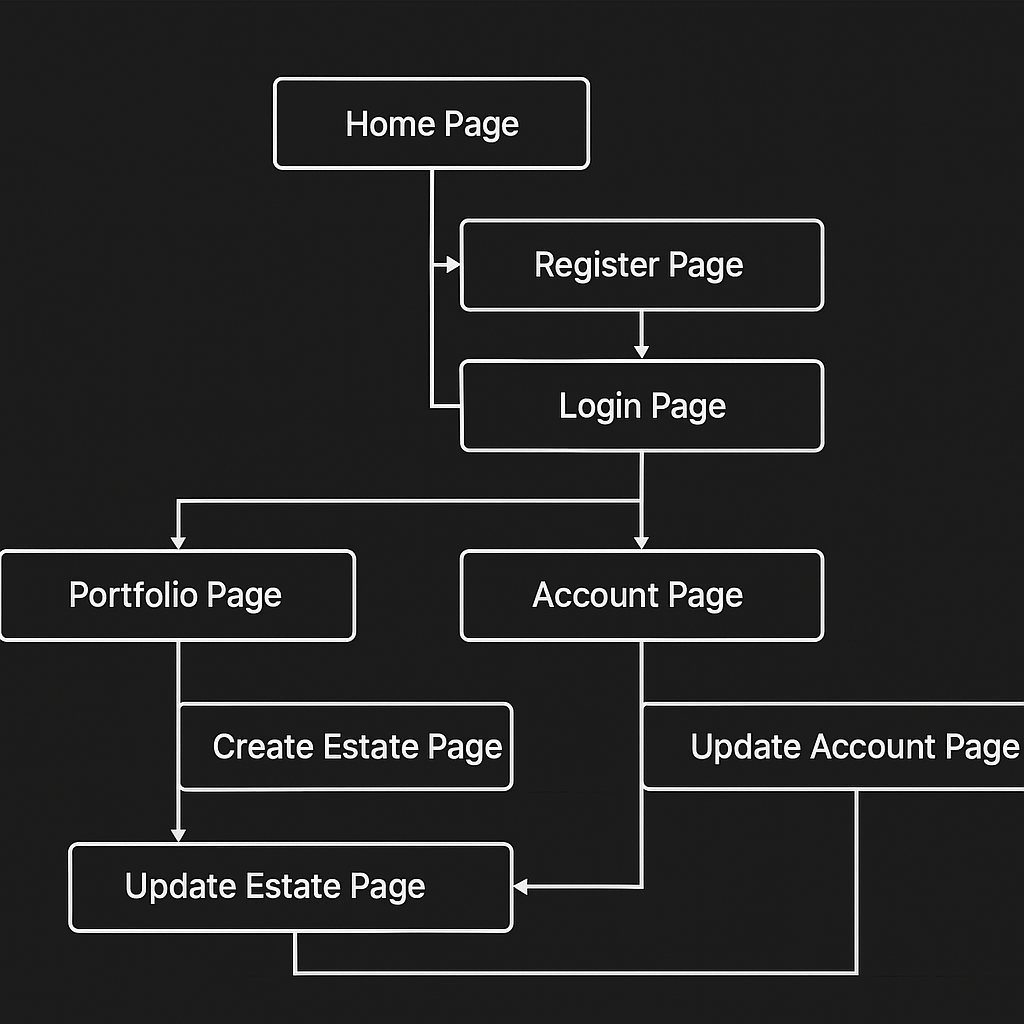 Home Page
Register Page
Login Page
Portfolio Page
Account Page
Create Estate Page
Update Account Page
Update Estate Page